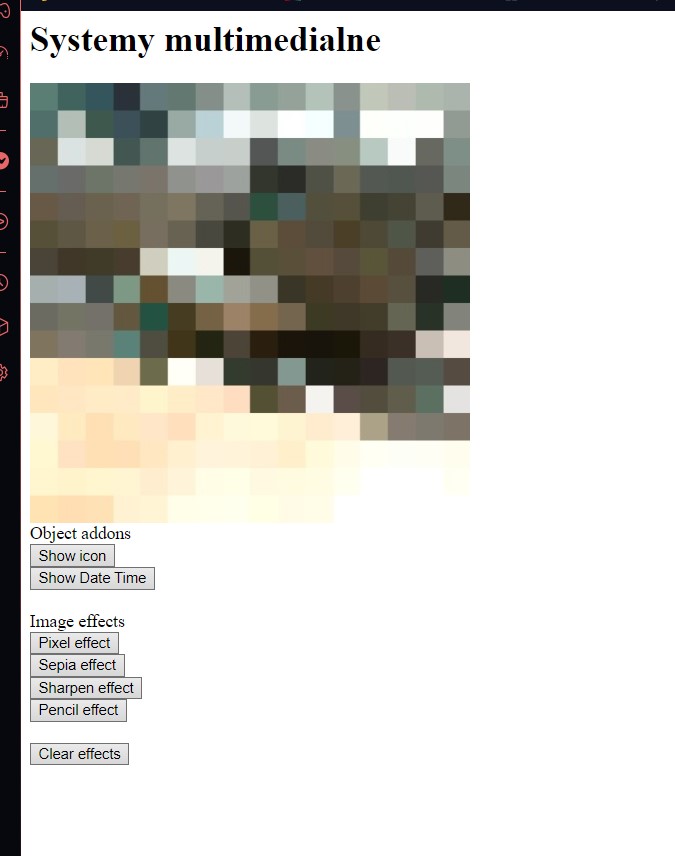 Systemy multimedialne
Object addons
Show icon
Show Date Time
Image effects
Pixel effect
Sepia effect
Sharpen effect
Pencil effect
Clear effects